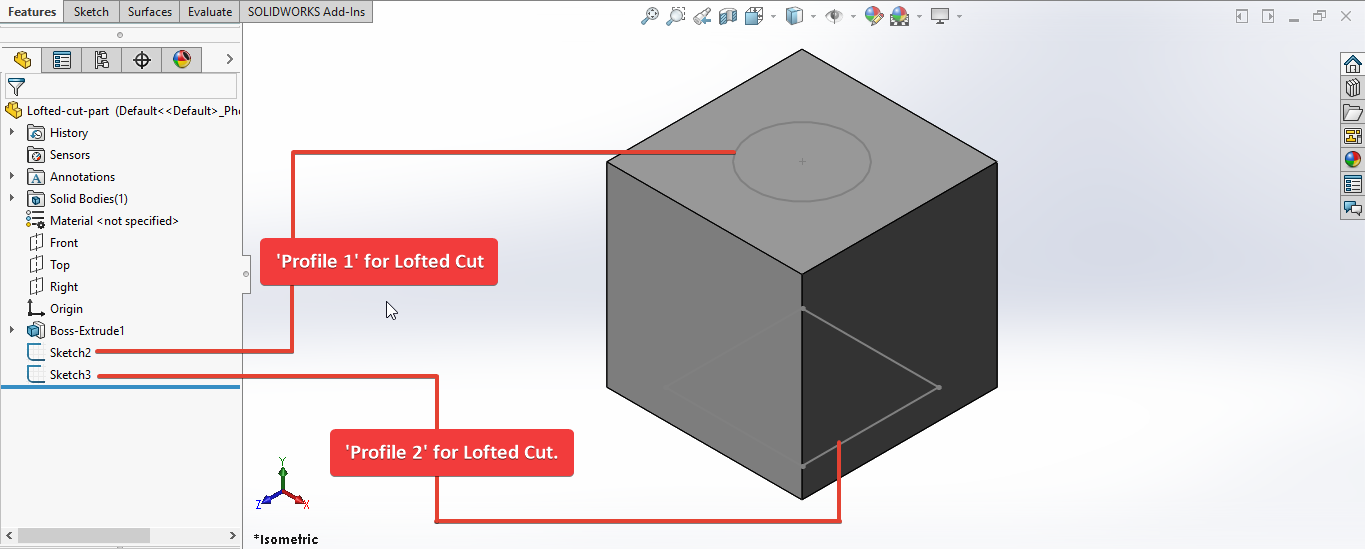 Features Sketch Surfaces Evaluate SOLIDWORKS Add-Ins
Lofted-cut-part (Default<<Default>_Pho
History
Sensors
A Annotations
Solid Bodies(1)
Material <not specified>
Front
Top
Right
Origin
Boss-Extrude1
Sketch2
Sketch3
'Profile 1' for Lofted Cut
'Profile 2' for Lofted Cut.
Y
Z X
*Isometric